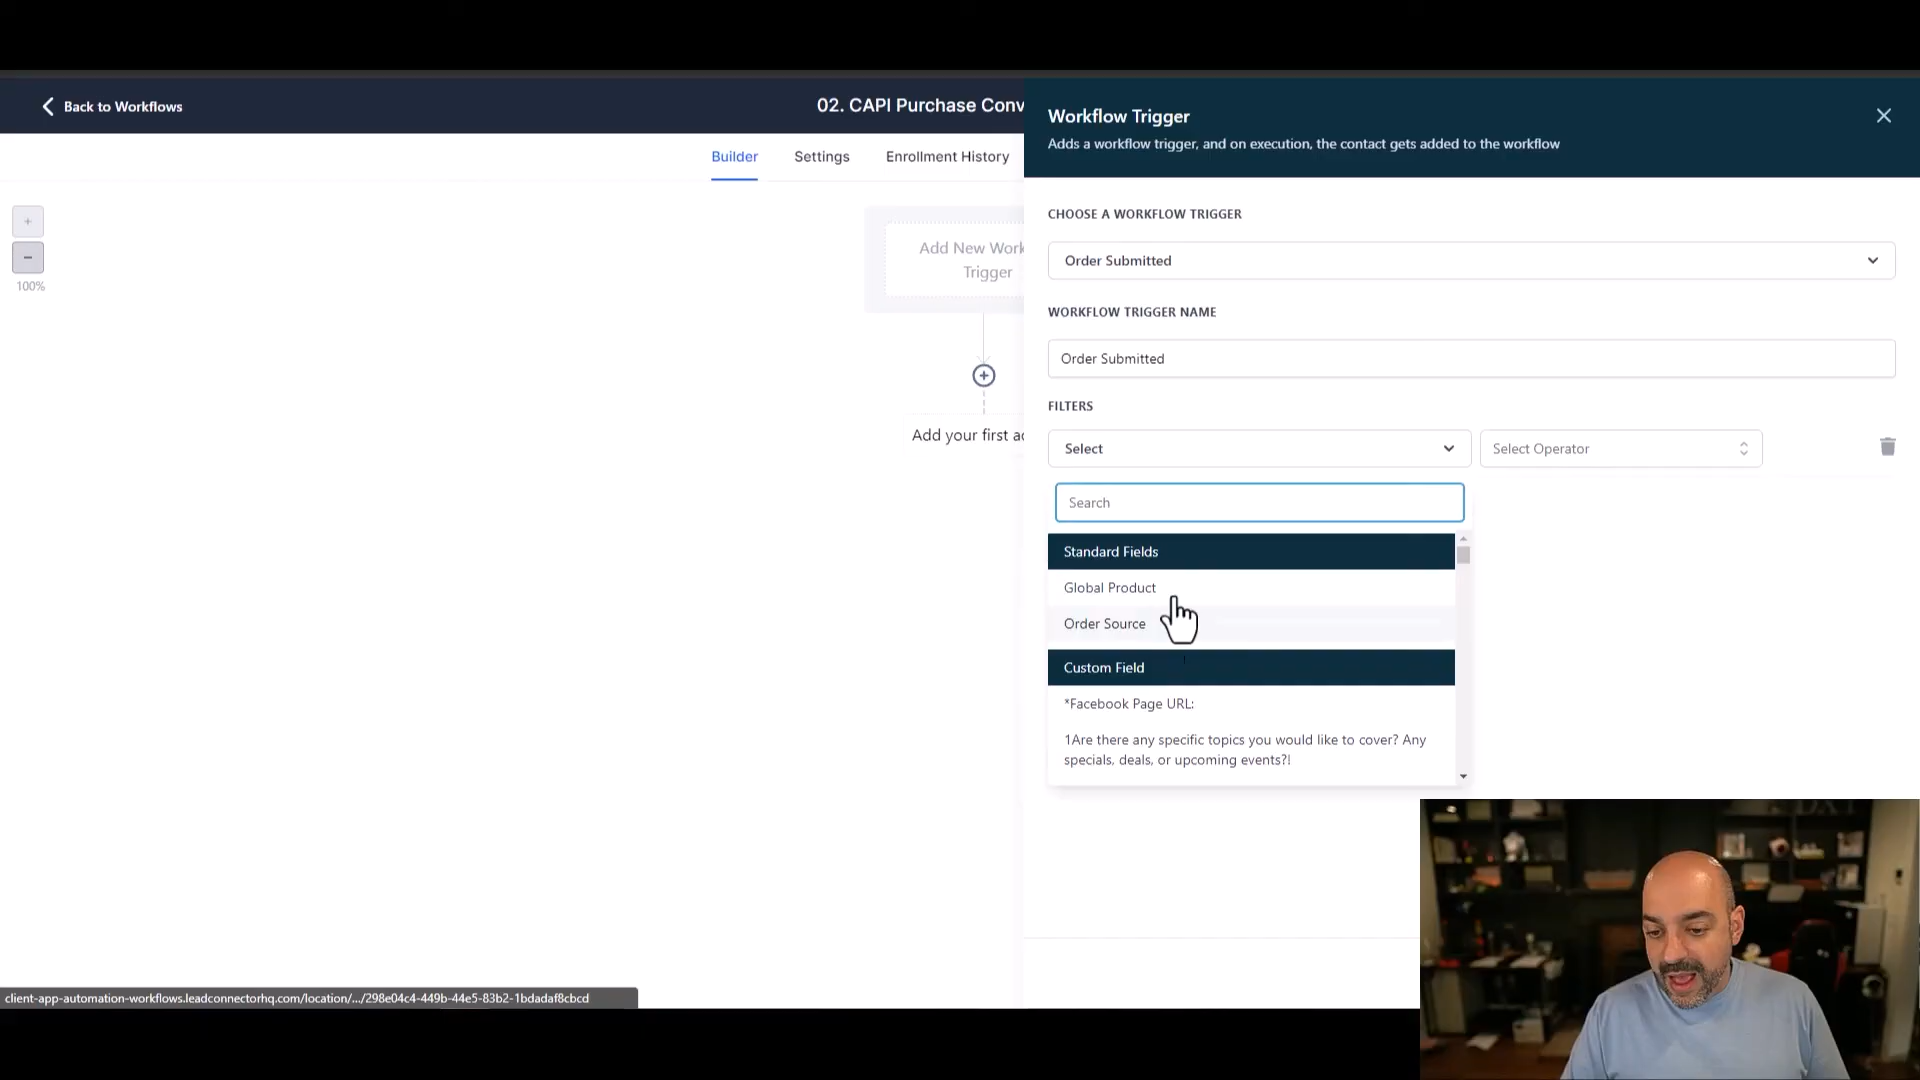 Back to Workflows
02. CAPI Purchase Conv
Builder
Settings
Enrollment History
+
−
100%
Add New Work
Trigger
Add your first ac
Workflow Trigger
Adds a workflow trigger, and on execution, the contact gets added to the workflow
CHOOSE A WORKFLOW TRIGGER
Order Submitted
WORKFLOW TRIGGER NAME
Order Submitted
FILTERS
Select
Select Operator
Search
Standard Fields
Global Product
Order Source
Custom Field
*Facebook Page URL:
1Are there any specific topics you would like to cover? Any
specials, deals, or upcoming events?!
client-app-automation-workflows.leadconnectorhq.com/location/.../298e04c4-449b-44e5-83b2-1bdadaf8cbcd